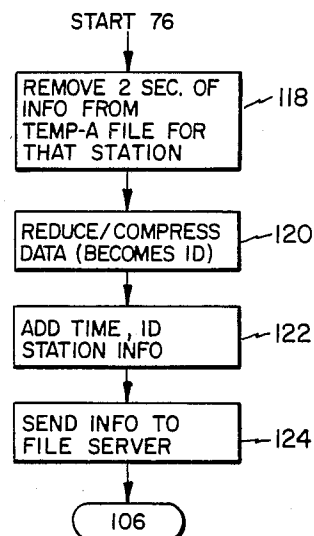 START 76
REMOVE 2 SEC. OF
INFO FROM
TEMP-A FILE FOR
THAT STATION
118
REDUCE/COMPRESS
DATA (BECOMES ID)
120
ADD TIME, ID
STATION INFO
122
SEND INFO TO
FILE SERVER
124
106